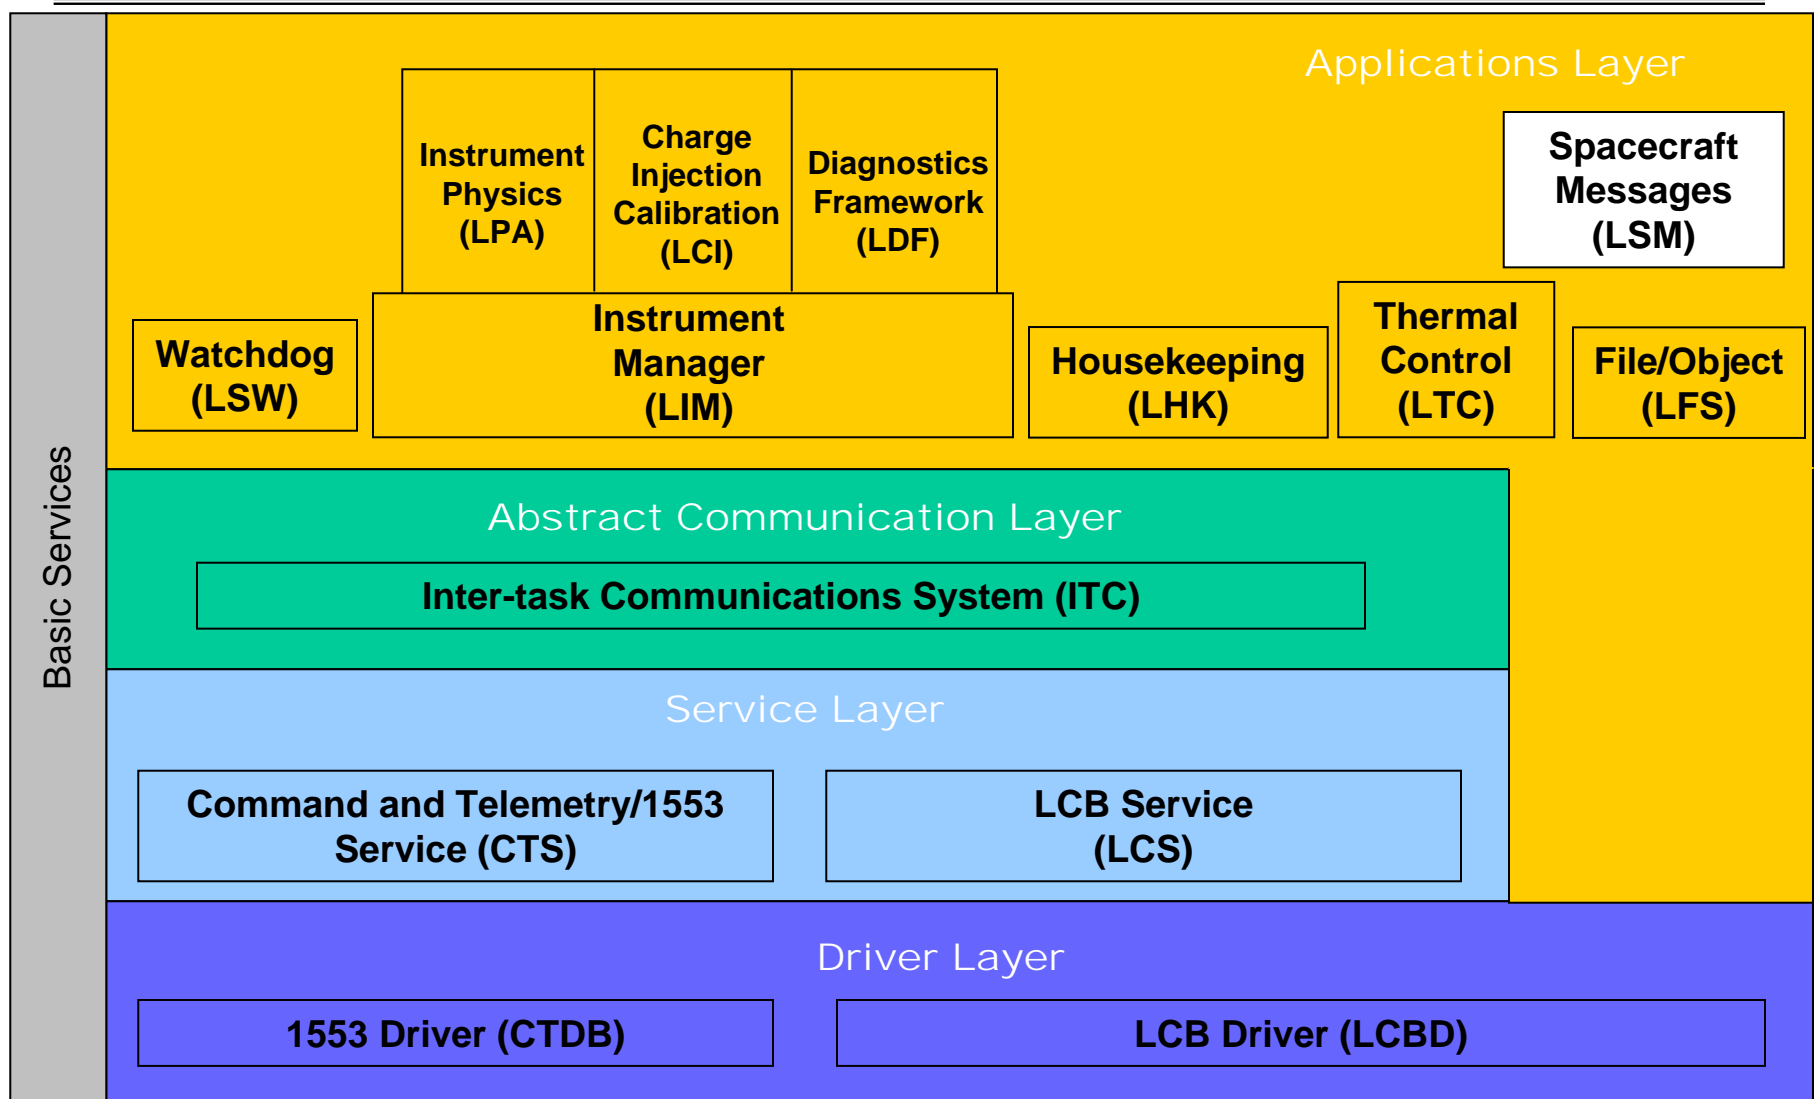 Applications Layer
Instrument
Physics
(LPA)
Charge
Injection
Calibration
(LCI)
Diagnostics
Framework
(LDF)
Spacecraft
Messages
(LSM)
Watchdog
(LSW)
Instrument
Manager
(LIM)
Housekeeping
(LHK)
Thermal
Control
(LTC)
File/Object
(LFS)
Basic Services
Abstract Communication Layer
Inter-task Communications System (ITC)
Service Layer
Command and Telemetry/1553
Service (CTS)
LCB Service
(LCS)
Driver Layer
1553 Driver (CTDB)
LCB Driver (LCBD)